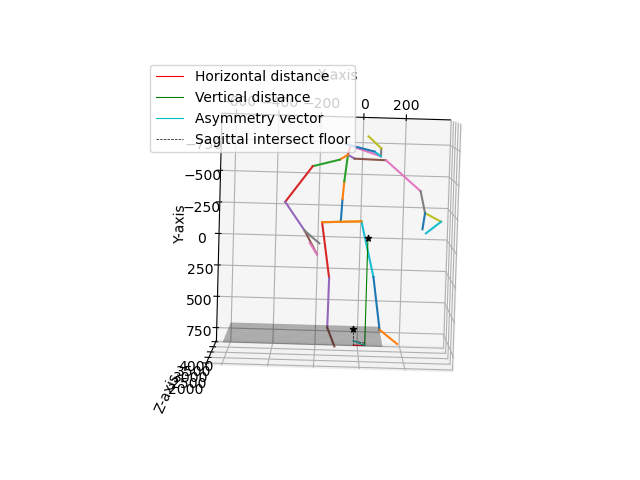 Horizontal distance
Vertical distance
Asymmetry vector
Sagittal intersect floor
X-axis
−400
−200
0
200
−500
−250
0
250
500
750
Y-axis
4000
2000
Z-axis